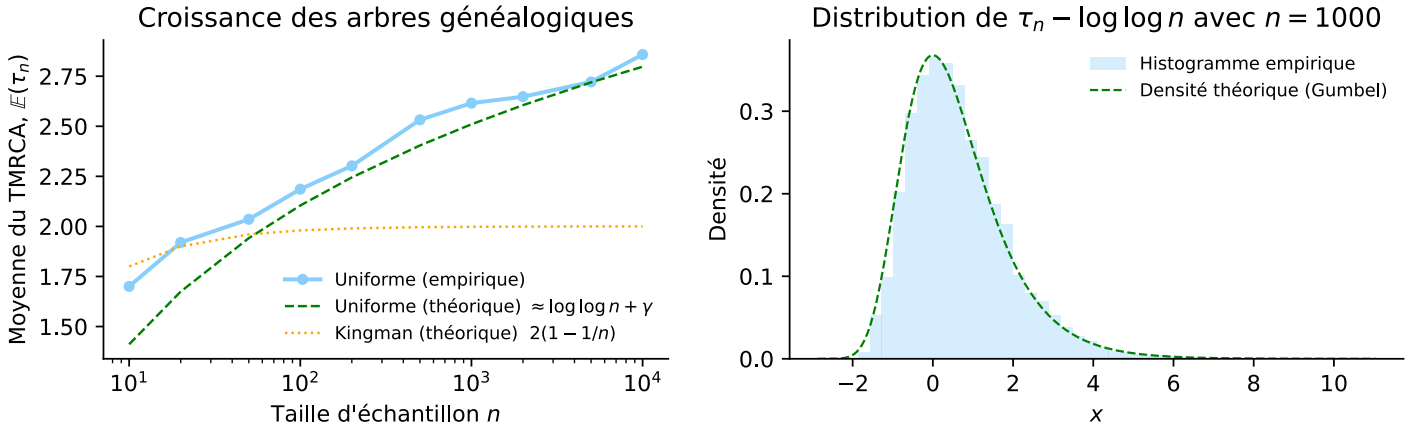 Croissance des arbres généalogiques
Moyenne du TMRCA, 𝔼(τₙ)
2.75
2.50
2.25
2.00
1.75
1.50
Uniforme (empirique)
Uniforme (théorique) ≈ log log n + γ
Kingman (théorique) 2(1 − 1/n)
10¹
10²
10³
10⁴
Taille d'échantillon n
Distribution de τₙ − log log n avec n = 1000
Densité
0.3
0.2
0.1
0.0
Histogramme empirique
Densité théorique (Gumbel)
−2
0
2
4
6
8
10
x